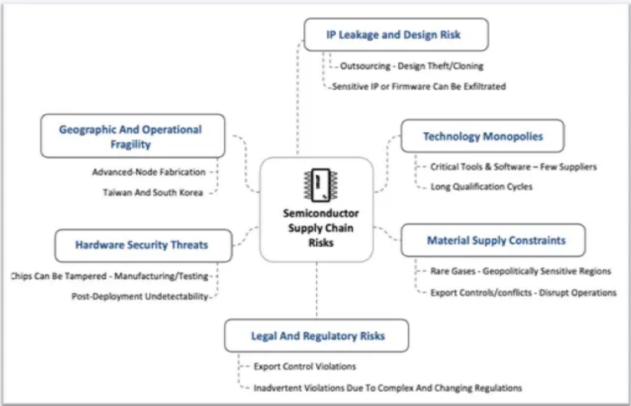 IP Leakage and Design Risk
Outsourcing - Design Theft/Cloning
Sensitive IP or Firmware Can Be Exfiltrated
Geographic And Operational
Fragility
Advanced-Node Fabrication
Taiwan And South Korea
Technology Monopolies
Critical Tools & Software – Few Suppliers
Long Qualification Cycles
Semiconductor
Supply Chain
Risks
Hardware Security Threats
Chips Can Be Tampered - Manufacturing/Testing
Post-Deployment Undetectability
Material Supply Constraints
Rare Gases - Geopolitically Sensitive Regions
Export Controls/conflicts - Disrupt Operations
Legal And Regulatory Risks
Export Control Violations
Inadvertent Violations Due To Complex And Changing Regulations